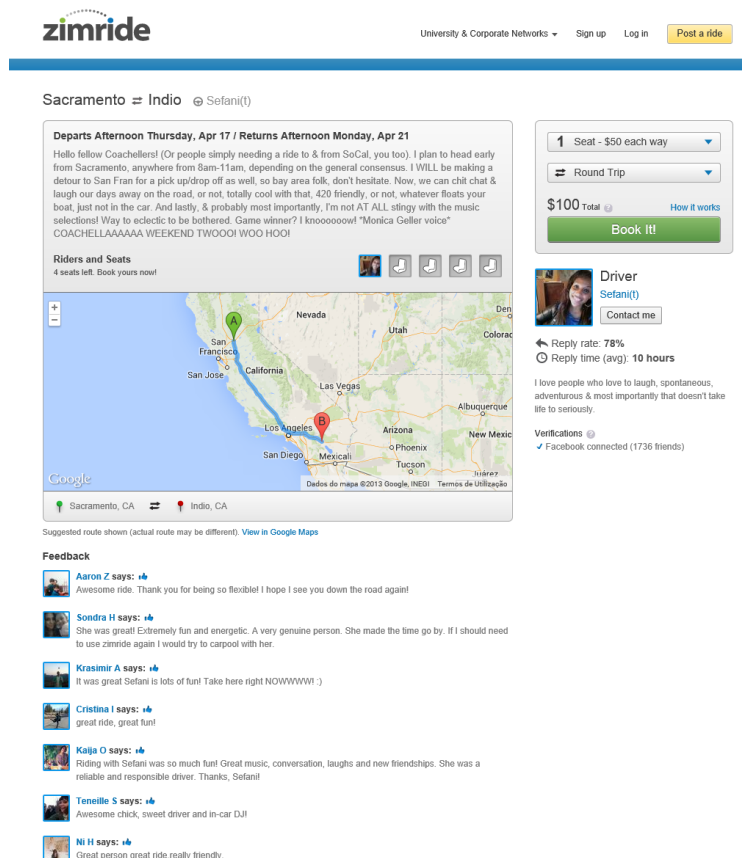 zimride
University & Corporate Networks
Sign up
Log in
Post a ride
Sacramento ⇄ Indio Sefani(t)
Departs Afternoon Thursday, Apr 17 / Returns Afternoon Monday, Apr 21
Hello fellow Coachellers! (Or people simply needing a ride to & from SoCal, you too). I plan to head early
from Sacramento, anywhere from 8am-11am, depending on the general consensus. I WILL be making a
detour to San Fran for a pick up/drop off as well, so bay area folk, don't hesitate. Now, we can chit chat &
laugh our days away on the road, or not, totally cool with that, 420 friendly, or not, whatever floats your
boat, just not in the car. And lastly, & probably most importantly, I'm not AT ALL stingy with the music
selections! Way to eclectic to be bothered. Game winner? I knooooooow! *Monica Geller voice*
COACHELLAAAAAA WEEKEND TWOOO! WOO HOO!
Riders and Seats
4 seats left. Book yours now!
+
−
A
B
Nevada
Utah
Den
Colorad
San
Francisco
San Jose
California
Las Vegas
Albuquerque
Los Angeles
Arizona
New Mexic
Phoenix
San Diego
Mexicali
Tucson
Juárez
Google
Dados do mapa ©2013 Google, INEGI
Termos de Utilização
Sacramento, CA ⇄ Indio, CA
Suggested route shown (actual route may be different). View in Google Maps
Feedback
Aaron Z says:
Awesome ride. Thank you for being so flexible! I hope I see you down the road again!
Sondra H says:
She was great! Extremely fun and energetic. A very genuine person. She made the time go by. If I should need
to use zimride again I would try to carpool with her.
Krasimir A says:
It was great Sefani is lots of fun! Take here right NOWWWW! :)
Cristina I says:
great ride, great fun!
Kaija O says:
Riding with Sefani was so much fun! Great music, conversation, laughs and new friendships. She was a
reliable and responsible driver. Thanks, Sefani!
Teneille S says:
Awesome chick, sweet driver and in-car DJ!
Ni H says:
Great person great ride really friendly.
1 Seat - $50 each way
⇄ Round Trip
$100 Total ?
How it works
Book It!
Driver
Sefani(t)
Contact me
Reply rate: 78%
Reply time (avg): 10 hours
I love people who love to laugh, spontaneous,
adventurous & most importantly that doesn't take
life to seriously.
Verifications ?
Facebook connected (1736 friends)